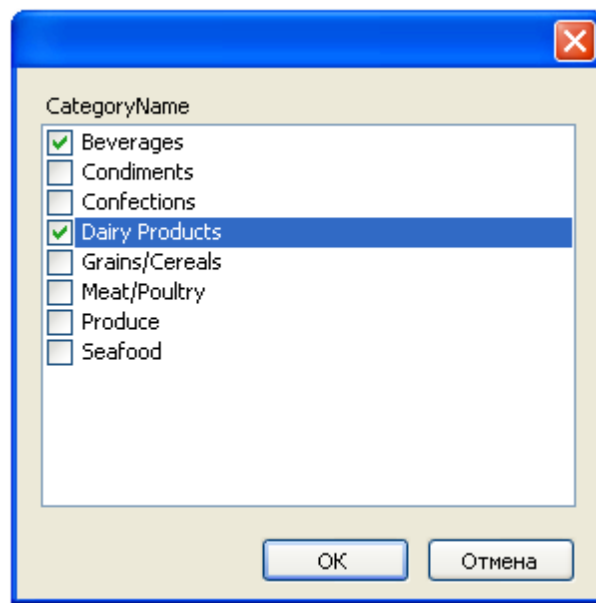 CategoryName
Beverages
Condiments
Confections
Dairy Products
Grains/Cereals
Meat/Poultry
Produce
Seafood
OK Отмена